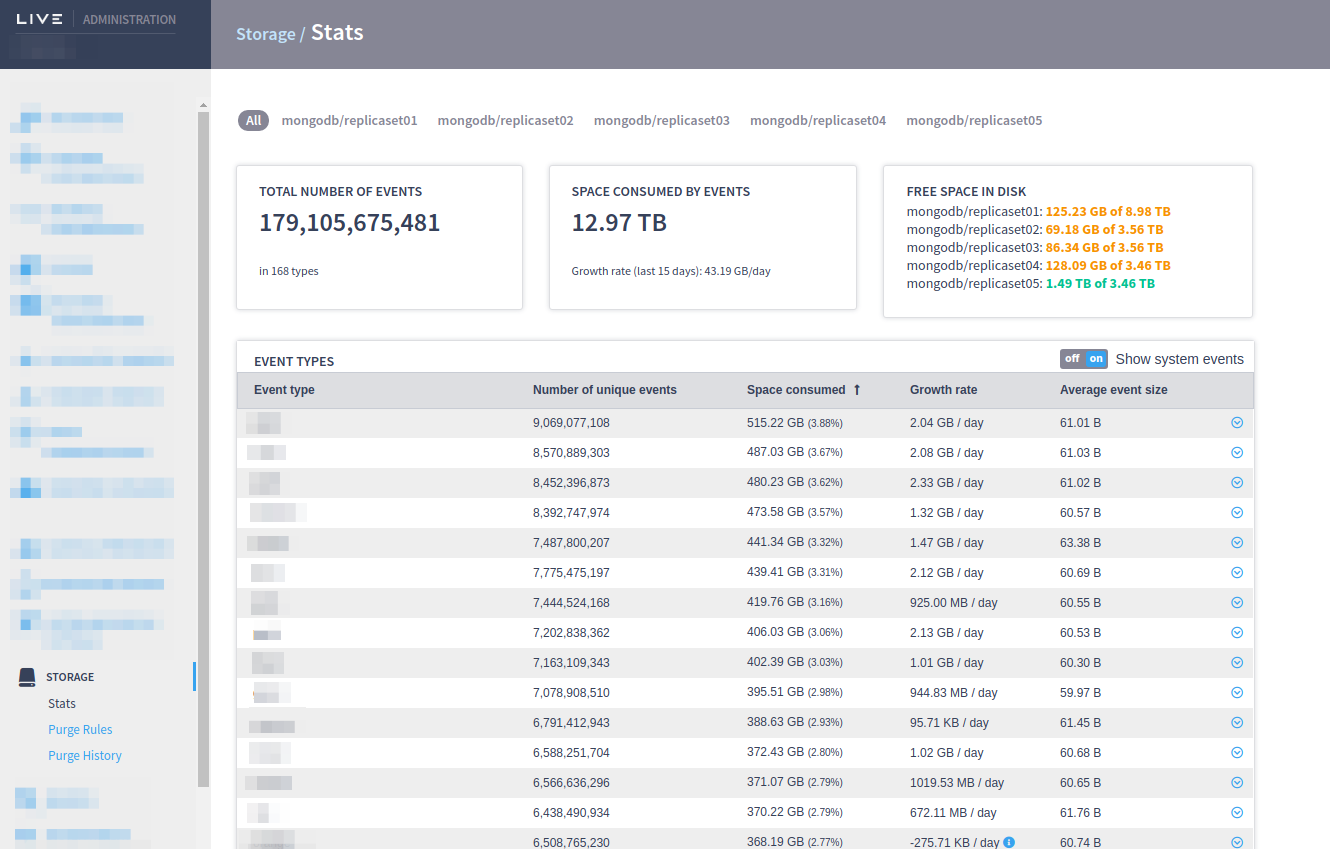 LIVE ADMINISTRATION
Storage / Stats
All mongodb/replicaset01 mongodb/replicaset02 mongodb/replicaset03 mongodb/replicaset04 mongodb/replicaset05
TOTAL NUMBER OF EVENTS
179,105,675,481
in 168 types
SPACE CONSUMED BY EVENTS
12.97 TB
Growth rate (last 15 days): 43.19 GB/day
FREE SPACE IN DISK
mongodb/replicaset01: 125.23 GB of 8.98 TB
mongodb/replicaset02: 69.18 GB of 3.56 TB
mongodb/replicaset03: 86.34 GB of 3.56 TB
mongodb/replicaset04: 128.09 GB of 3.46 TB
mongodb/replicaset05: 1.49 TB of 3.46 TB
EVENT TYPES off on Show system events
Event type Number of unique events Space consumed ↑ Growth rate Average event size
9,069,077,108 515.22 GB (3.88%) 2.04 GB / day 61.01 B
8,570,889,303 487.03 GB (3.67%) 2.08 GB / day 61.03 B
8,452,396,873 480.23 GB (3.62%) 2.33 GB / day 61.02 B
8,392,747,974 473.58 GB (3.57%) 1.32 GB / day 60.57 B
7,487,800,207 441.34 GB (3.32%) 1.47 GB / day 63.38 B
7,775,475,197 439.41 GB (3.31%) 2.12 GB / day 60.69 B
7,444,524,168 419.76 GB (3.16%) 925.00 MB / day 60.55 B
7,202,838,362 406.03 GB (3.06%) 2.13 GB / day 60.53 B
7,163,109,343 402.39 GB (3.03%) 1.01 GB / day 60.30 B
7,078,908,510 395.51 GB (2.98%) 944.83 MB / day 59.97 B
6,791,412,943 388.63 GB (2.93%) 95.71 KB / day 61.45 B
6,588,251,704 372.43 GB (2.80%) 1.02 GB / day 60.68 B
6,566,636,296 371.07 GB (2.79%) 1019.53 MB / day 60.65 B
6,438,490,934 370.22 GB (2.79%) 672.11 MB / day 61.76 B
6,508,765,230 368.19 GB (2.77%) -275.71 KB / day 60.74 B
STORAGE
Stats
Purge Rules
Purge History